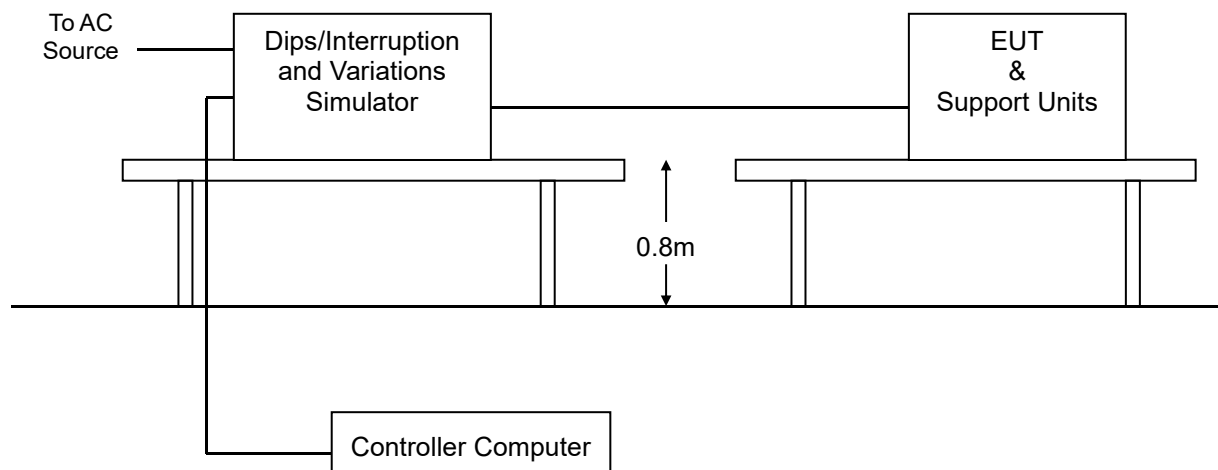 To AC
Source
Dips/Interruption
and Variations
Simulator
EUT
&
Support Units
0.8m
Controller Computer